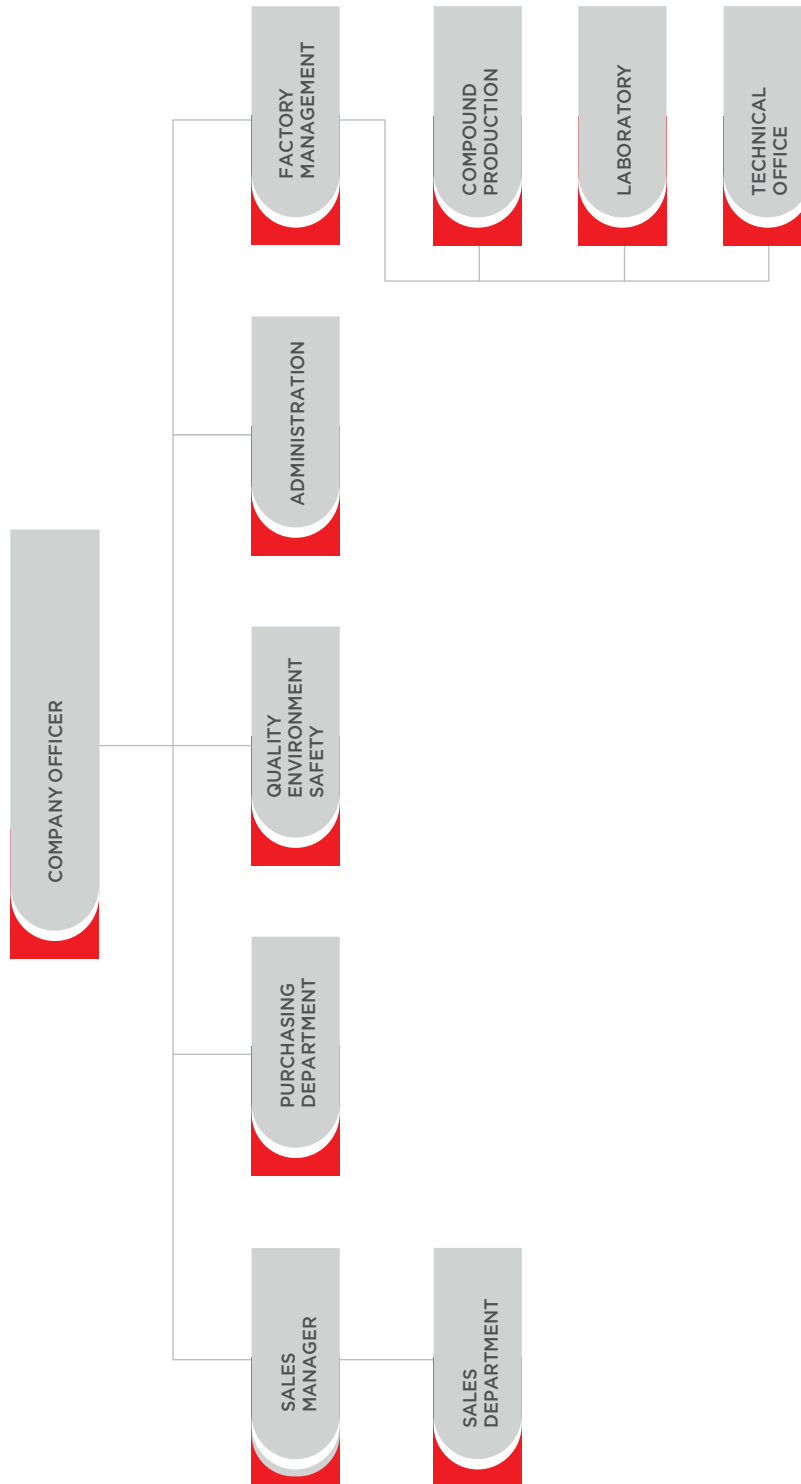 COMPANY OFFICER
SALES
MANAGER
PURCHASING
DEPARTMENT
QUALITY
ENVIRONMENT
SAFETY
ADMINISTRATION
FACTORY
MANAGEMENT
SALES
DEPARTMENT
COMPOUND
PRODUCTION
LABORATORY
TECHNICAL
OFFICE